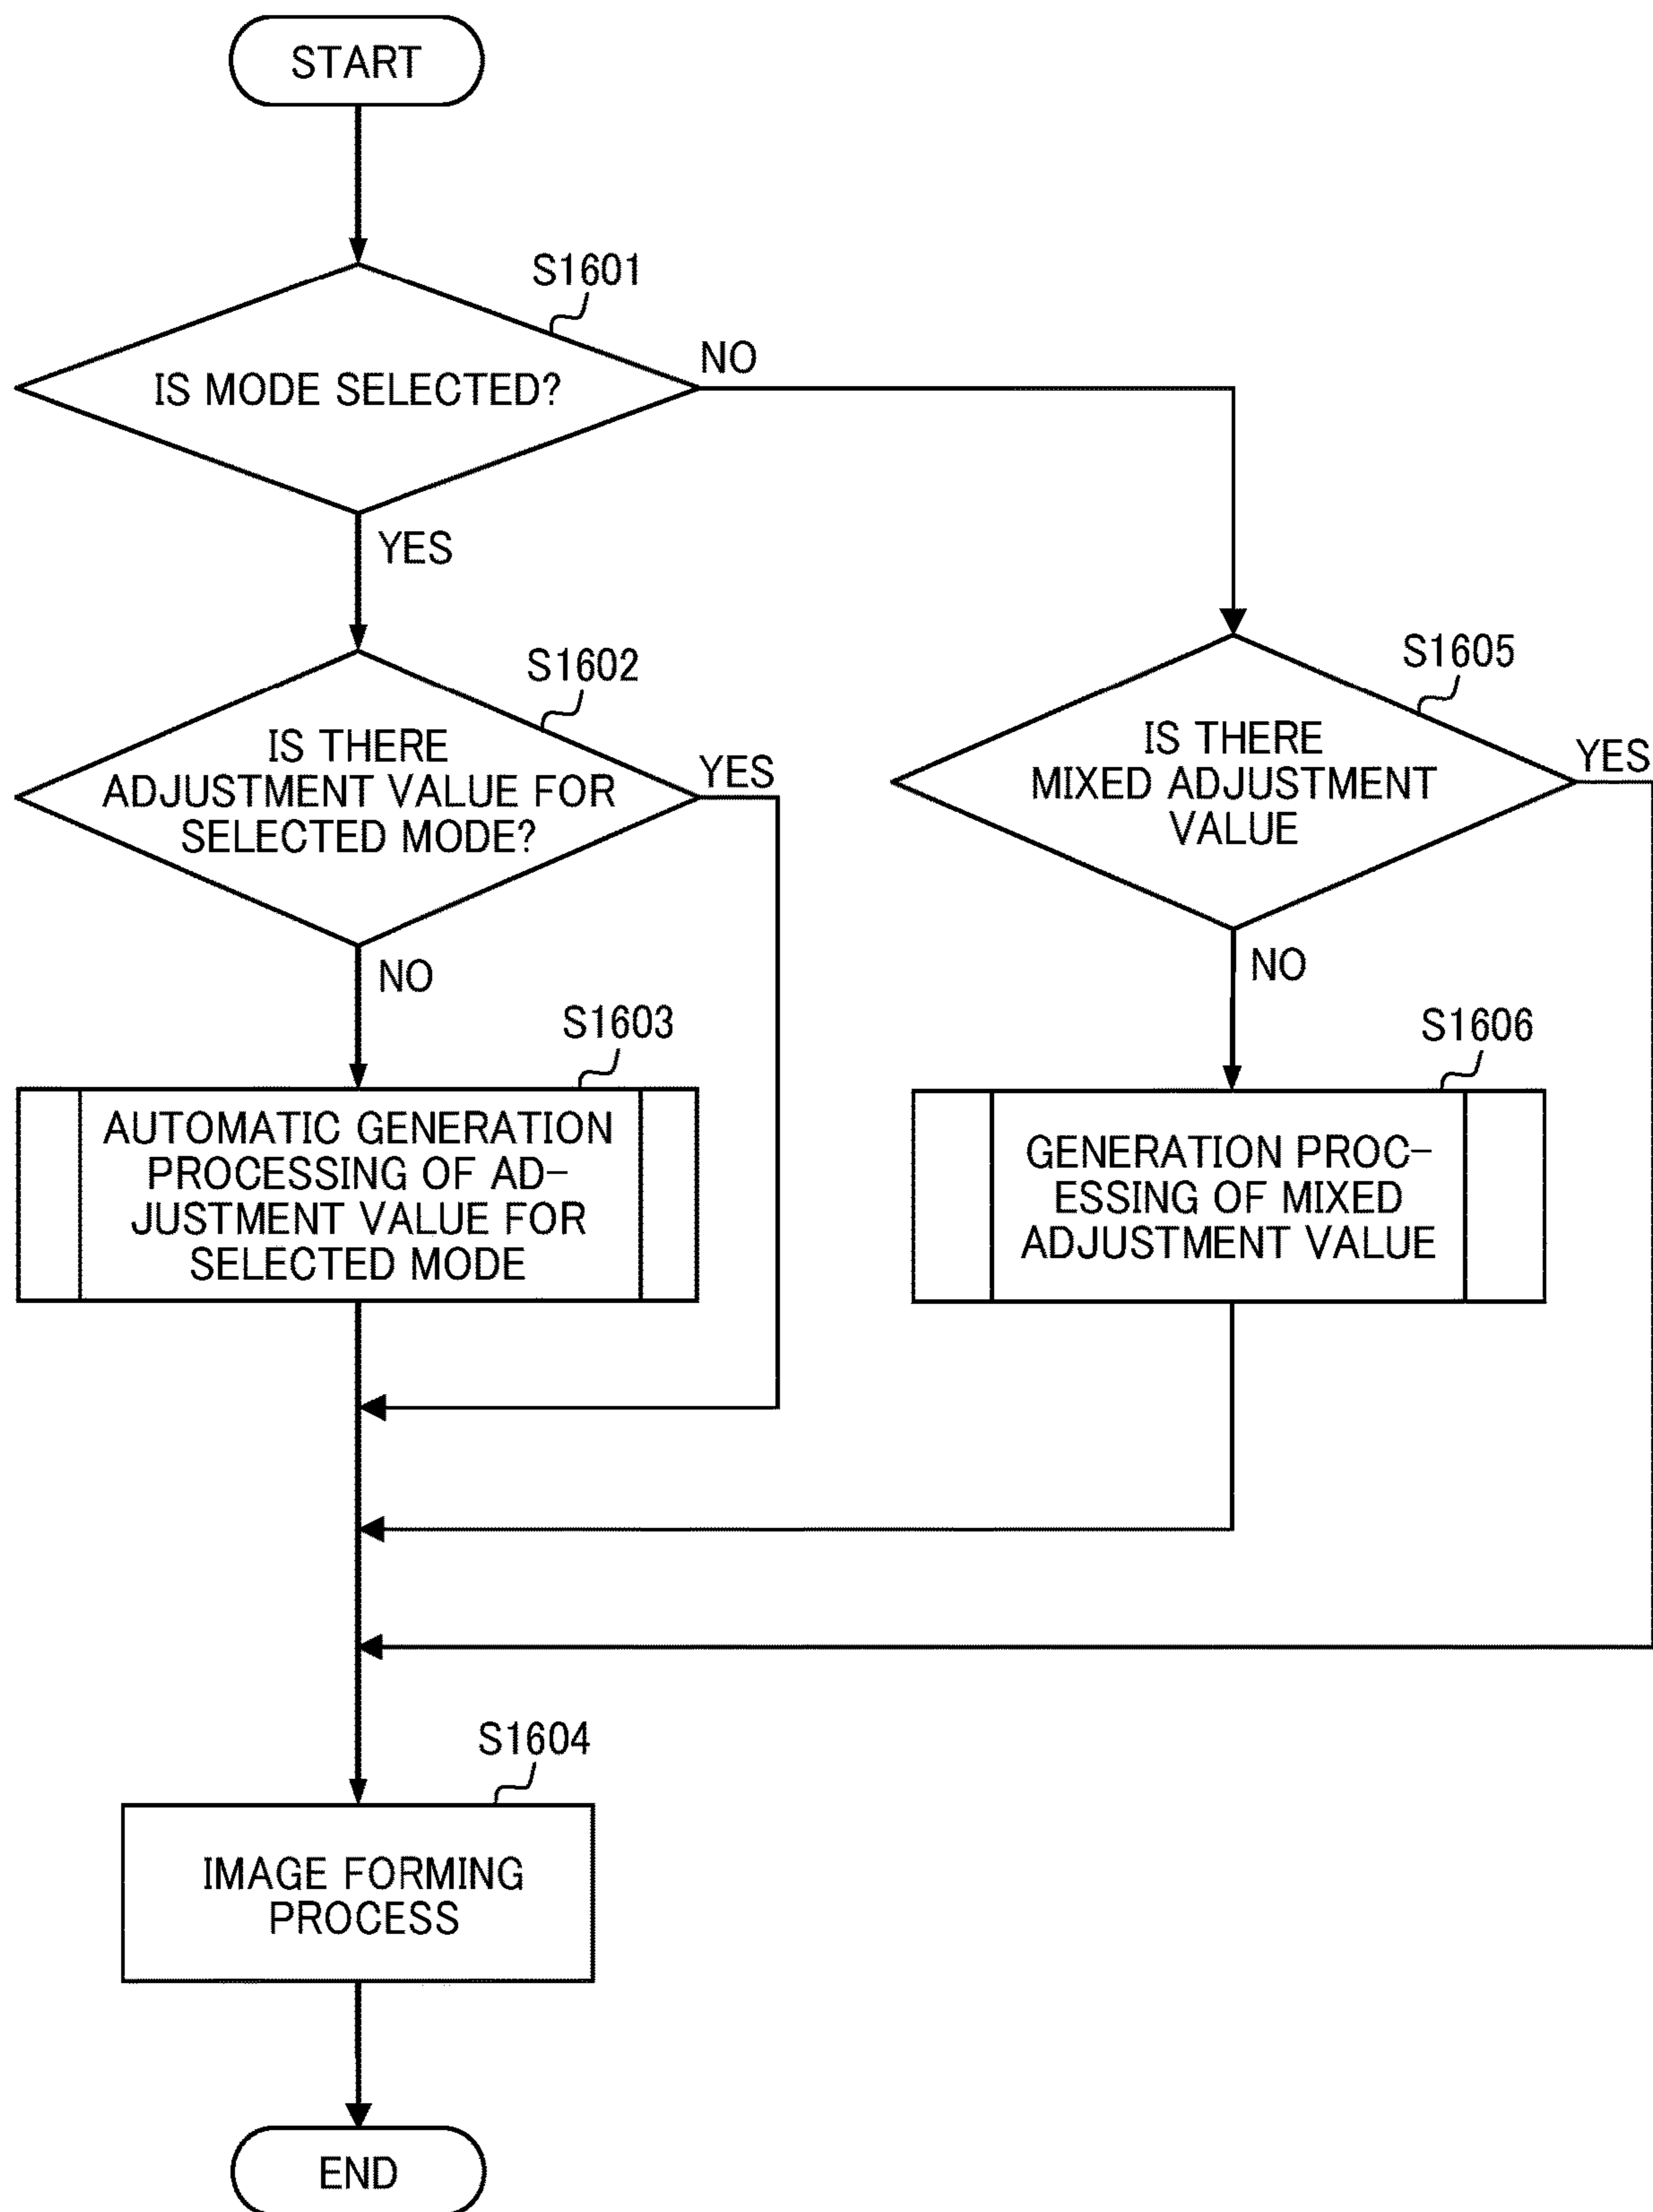 START
S1601
IS MODE SELECTED?
NO
YES
S1602
IS THERE
ADJUSTMENT VALUE FOR
SELECTED MODE?
YES
NO
S1605
IS THERE
MIXED ADJUSTMENT
VALUE
YES
NO
S1603
AUTOMATIC GENERATION
PROCESSING OF AD-
JUSTMENT VALUE FOR
SELECTED MODE
S1606
GENERATION PROC-
ESSING OF MIXED
ADJUSTMENT VALUE
S1604
IMAGE FORMING
PROCESS
END